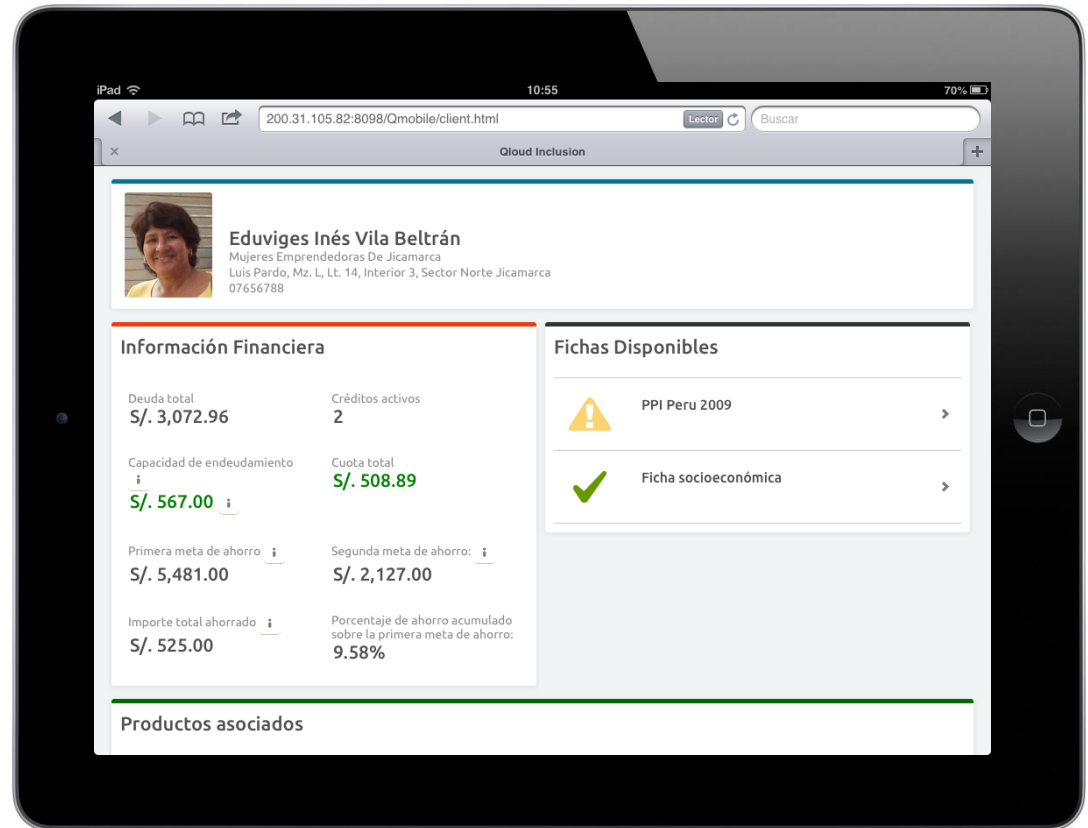 iPad 10:55 70%
200.31.105.82:8098/Qmobile/client.html Lector Buscar
Qloud Inclusion
Eduviges Inés Vila Beltrán
Mujeres Emprendedoras De Jicamarca
Luis Pardo, Mz. L, Lt. 14, Interior 3, Sector Norte Jicamarca
07656788
Información Financiera
Deuda total
S/. 3,072.96
Créditos activos
2
Capacidad de endeudamiento
i
S/. 567.00 i
Cuota total
S/. 508.89
Primera meta de ahorro i
S/. 5,481.00
Segunda meta de ahorro: i
S/. 2,127.00
Importe total ahorrado i
S/. 525.00
Porcentaje de ahorro acumulado
sobre la primera meta de ahorro:
9.58%
Fichas Disponibles
PPI Peru 2009
Ficha socioeconómica
Productos asociados